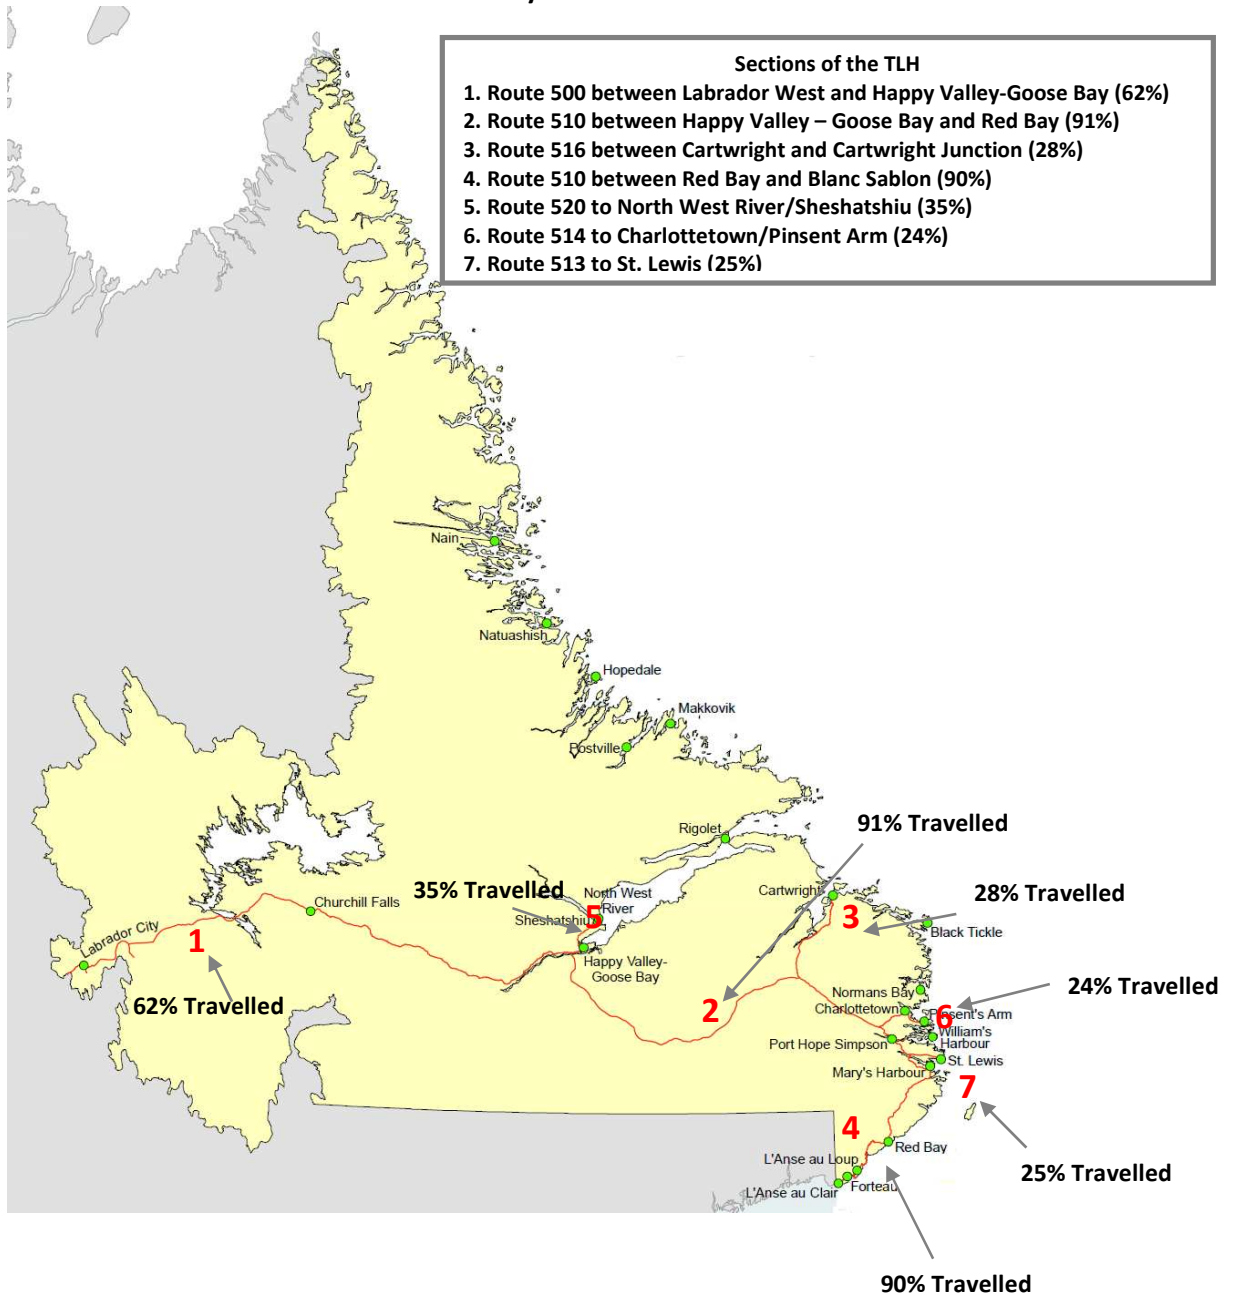 Sections of the TLH
1. Route 500 between Labrador West and Happy Valley-Goose Bay (62%)
2. Route 510 between Happy Valley – Goose Bay and Red Bay (91%)
3. Route 516 between Cartwright and Cartwright Junction (28%)
4. Route 510 between Red Bay and Blanc Sablon (90%)
5. Route 520 to North West River/Sheshatshiu (35%)
6. Route 514 to Charlottetown/Pinsent Arm (24%)
7. Route 513 to St. Lewis (25%)
Nain
Natuashish
Hopedale
Makkovik
Postville
Rigolet
91% Travelled
35% Travelled
North West
River
Cartwright
28% Travelled
Churchill Falls
Sheshatshiu
5
3
Black Tickle
Labrador City
1
Happy Valley-
Goose Bay
62% Travelled
2
Normans Bay
24% Travelled
Charlottetown
6
Pinsent's Arm
William's
Harbour
Port Hope Simpson
St. Lewis
Mary's Harbour
7
4
Red Bay
L'Anse au Loup
25% Travelled
L'Anse au Clair
Forteau
90% Travelled